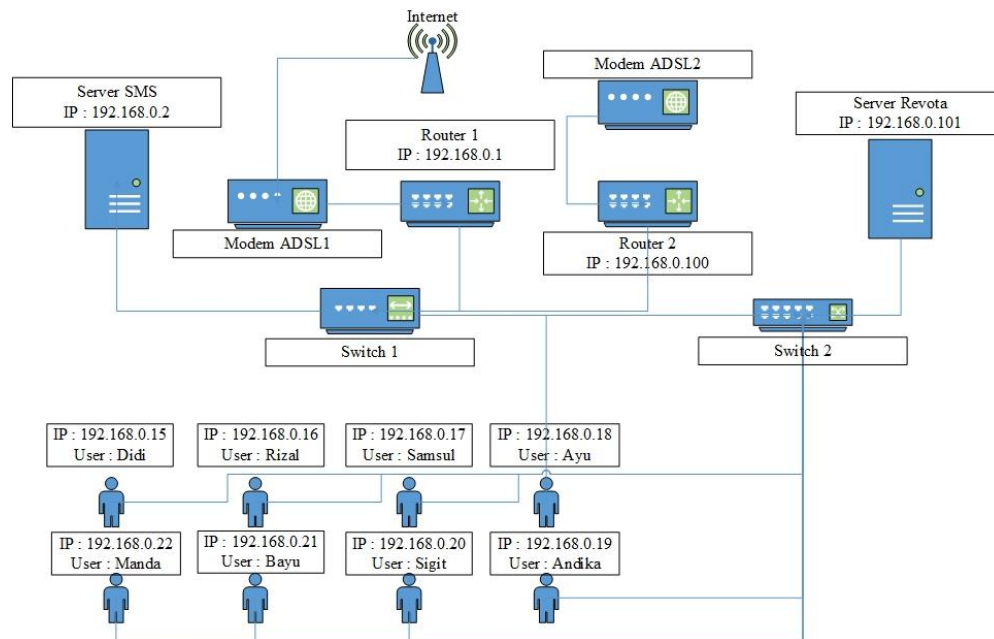 Internet
Modem ADSL2
Server SMS
IP : 192.168.0.2
Server Revota
IP : 192.168.0.101
Router 1
IP : 192.168.0.1
Modem ADSL1
Router 2
IP : 192.168.0.100
Switch 1
Switch 2
IP : 192.168.0.15
User : Didi
IP : 192.168.0.16
User : Rizal
IP : 192.168.0.17
User : Samsul
IP : 192.168.0.18
User : Ayu
IP : 192.168.0.22
User : Manda
IP : 192.168.0.21
User : Bayu
IP : 192.168.0.20
User : Sigit
IP : 192.168.0.19
User : Andika